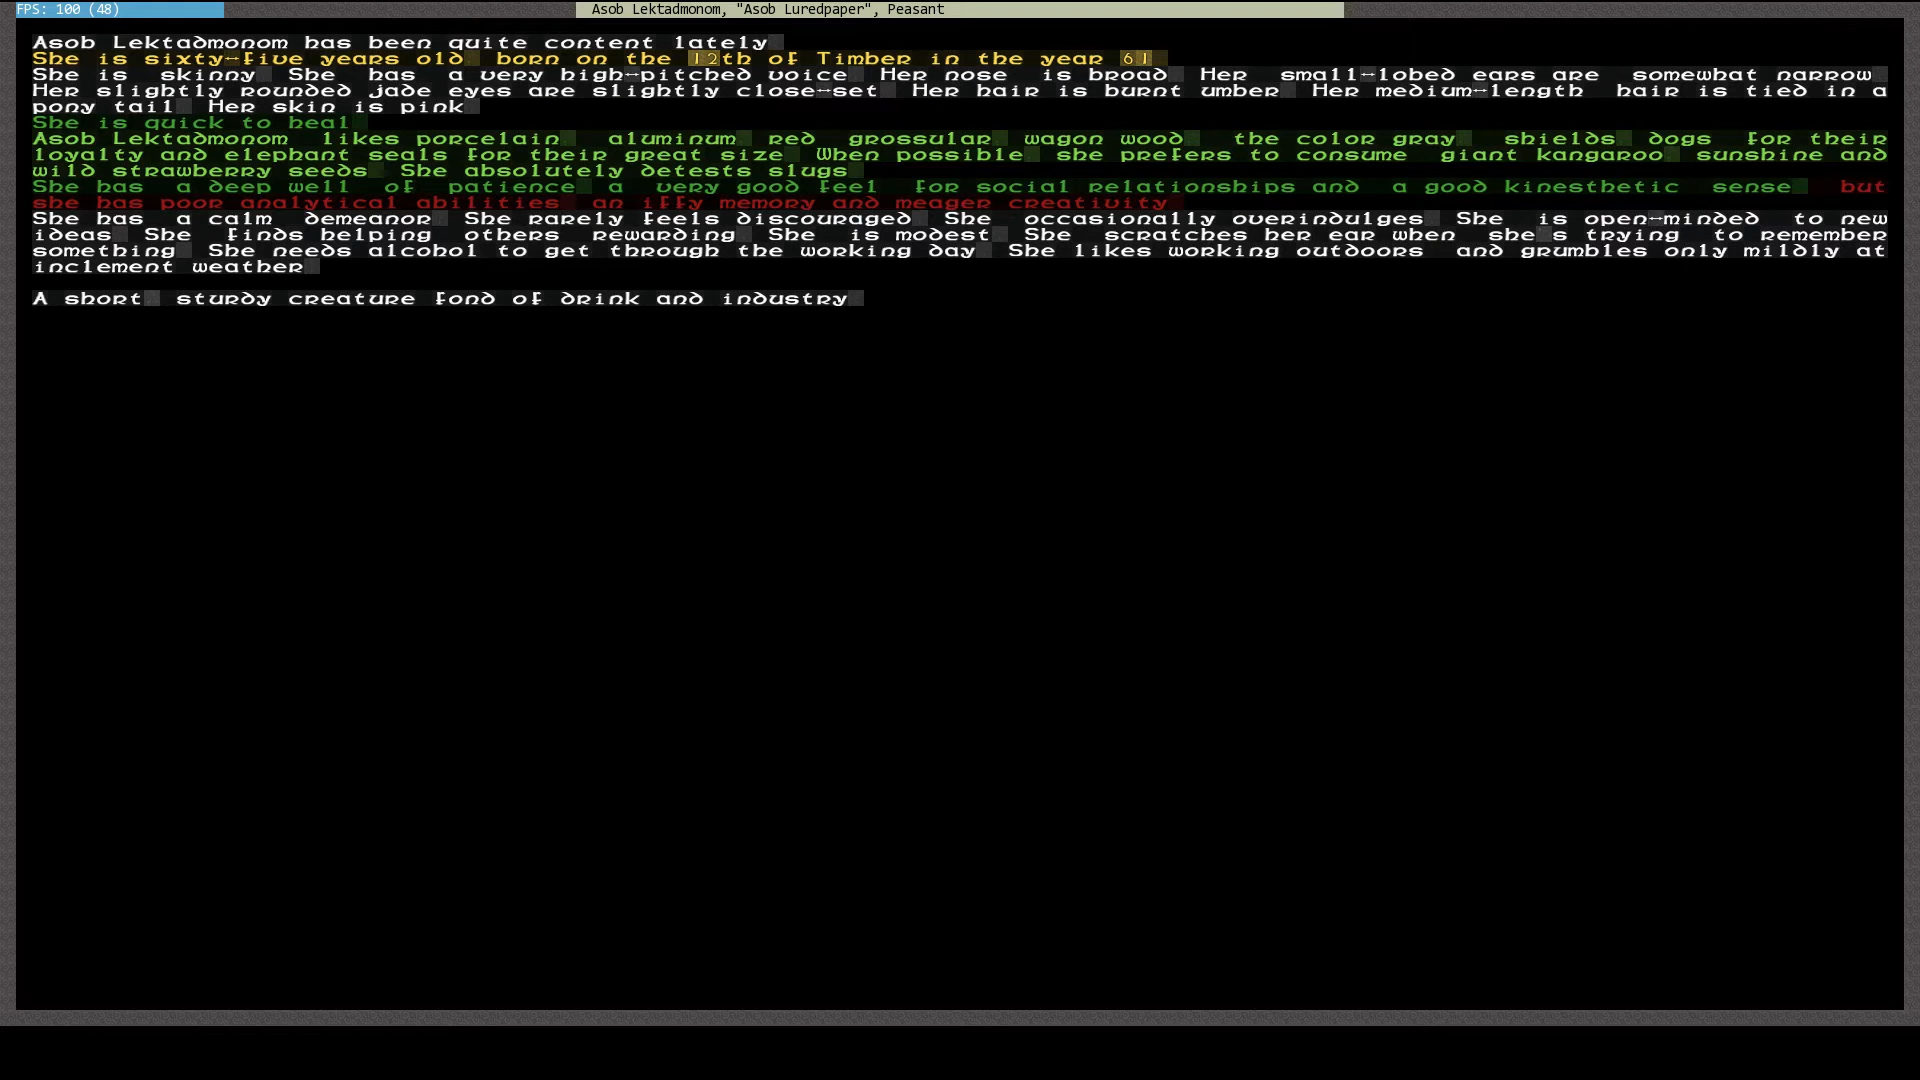 FPS: 100 (48)
Asob Lektadmonom, "Asob Luredpaper", Peasant
Asob Lektadmonom has been quite content lately
She is sixty-five years old born on the 12th of Timber in the year 61
She is skinny She has a very high-pitched voice Her nose is broad Her small-lobed ears are somewhat narrow
Her slightly rounded jade eyes are slightly close-set Her hair is burnt umber Her medium-length hair is tied in a
pony tail Her skin is pink
She is quick to heal
Asob Lektadmonom likes porcelain aluminum red grossular wagon wood the color gray shields dogs for their
loyalty and elephant seals for their great size When possible she prefers to consume giant kangaroo sunshine and
wild strawberry seeds She absolutely detests slugs
She has a deep well of patience a very good feel for social relationships and a good kinesthetic sense but
she has poor analytical abilities an iffy memory and meager creativity
She has a calm demeanor She rarely feels discouraged She occasionally overindulges She is open-minded to new
ideas She finds helping others rewarding She is modest She scratches her ear when she s trying to remember
something She needs alcohol to get through the working day She likes working outdoors and grumbles only mildly at
inclement weather
A short sturdy creature fond of drink and industry